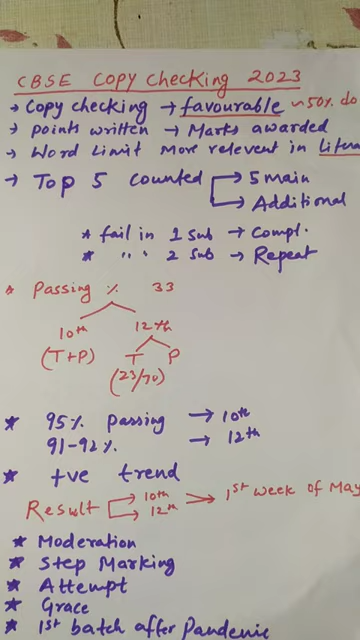 CBSE COPY CHECKING 2023
→ Copy checking → favourable ~50% do
→ points written → Marks awarded
→ Word Limit More relevent in Litera
→ Top 5 counted → 5 main
→ Additional
* fail in 1 sub → Compl.
* " " 2 sub → Repeat
* Passing % 33
10th 12th
(T+P) T P
(23/70)
* 95% Passing → 10th
91-92% → 12th
* +ve trend
Result → 10th → 12th → 1st week of May
* Moderation
* Step Marking
* Attempt
* Grace
* 1st batch after Pandemic